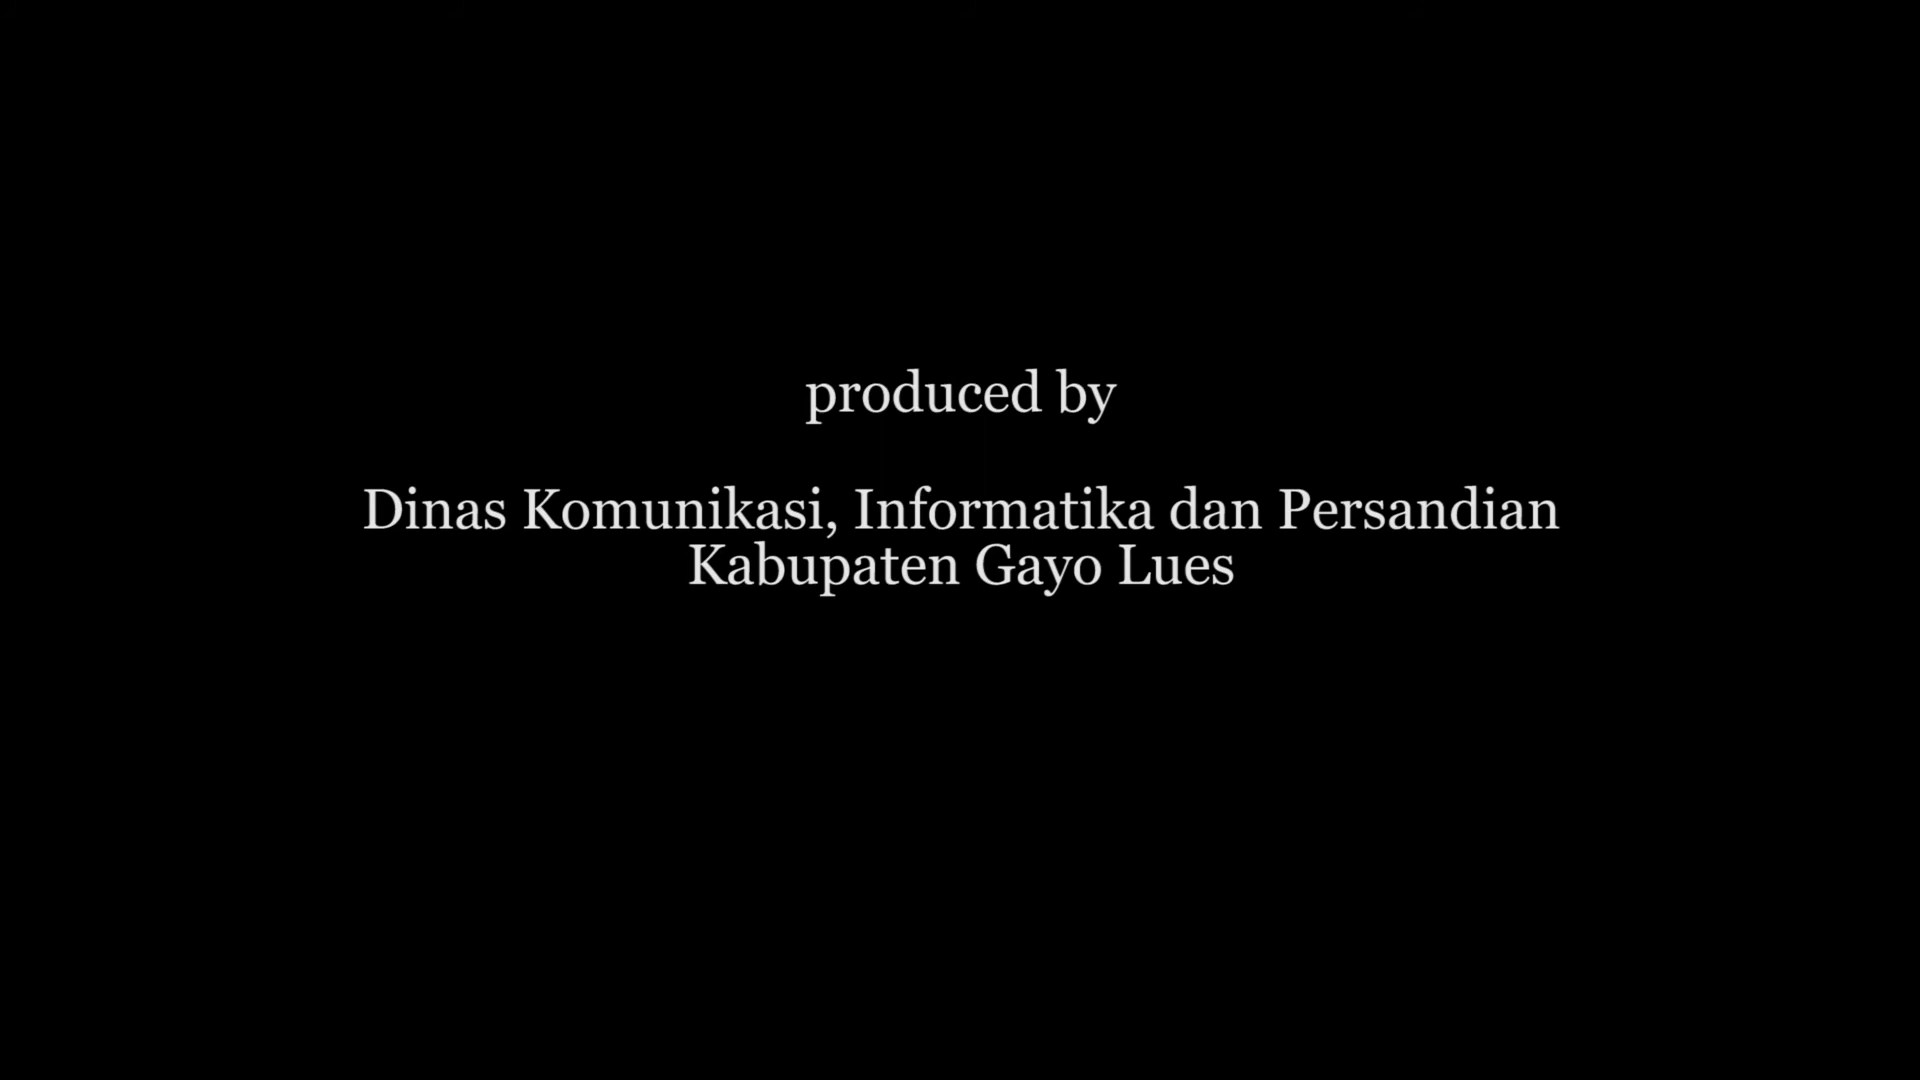 produced by
Dinas Komunikasi, Informatika dan Persandian
Kabupaten Gayo Lues